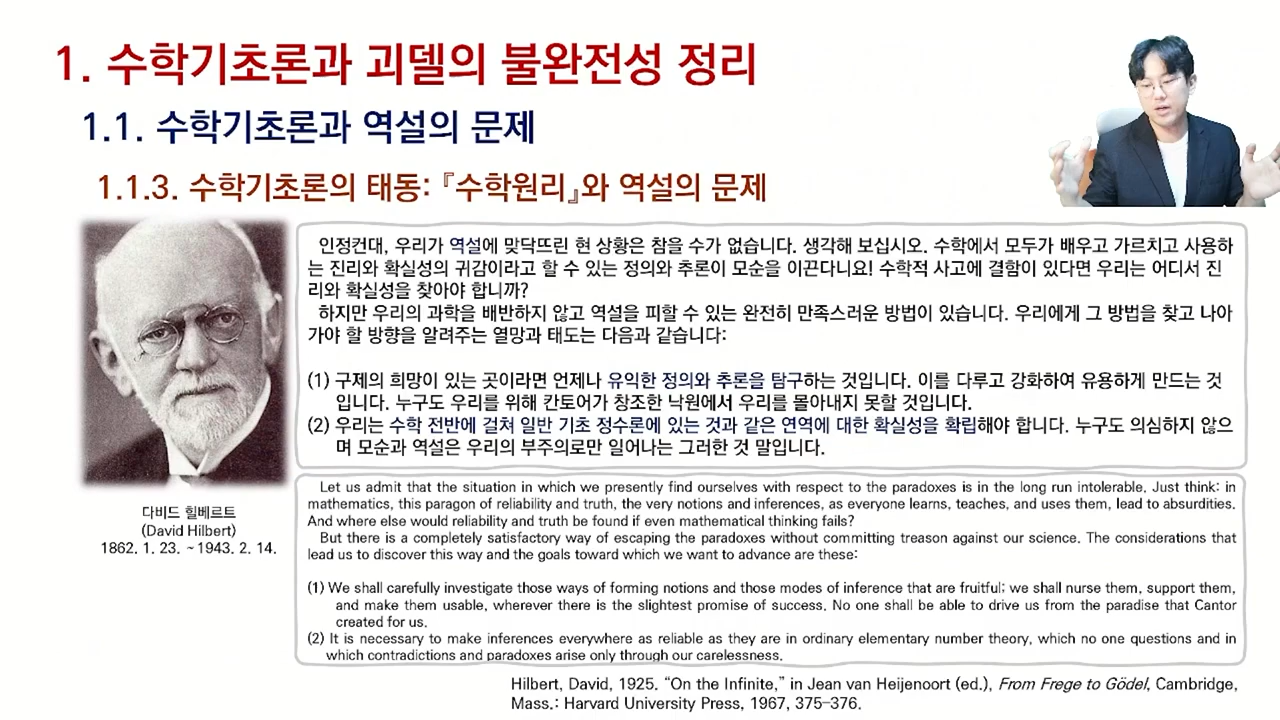 1. 수학기초론과 괴델의 불완전성 정리
1.1. 수학기초론과 역설의 문제
1.1.3. 수학기초론의 태동: 『수학원리』와 역설의 문제
인정컨대, 우리가 역설에 맞닥뜨린 현 상황은 참을 수가 없습니다. 생각해 보십시오. 수학에서 모두가 배우고 가르치고 사용하
는 진리와 확실성의 귀감이라고 할 수 있는 정의와 추론이 모순을 이끈다니요! 수학적 사고에 결함이 있다면 우리는 어디서 진
리와 확실성을 찾아야 합니까?
하지만 우리의 과학을 배반하지 않고 역설을 피할 수 있는 완전히 만족스러운 방법이 있습니다. 우리에게 그 방법을 찾고 나아
가야 할 방향을 알려주는 열망과 태도는 다음과 같습니다:
(1) 구제의 희망이 있는 곳이라면 언제나 유익한 정의와 추론을 탐구하는 것입니다. 이를 다루고 강화하여 유용하게 만드는 것
입니다. 누구도 우리를 위해 칸토어가 창조한 낙원에서 우리를 몰아내지 못할 것입니다.
(2) 우리는 수학 전반에 걸쳐 일반 기초 정수론에 있는 것과 같은 연역에 대한 확실성을 확립해야 합니다. 누구도 의심하지 않으
며 모순과 역설은 우리의 부주의로만 일어나는 그러한 것 말입니다.
Let us admit that the situation in which we presently find ourselves with respect to the paradoxes is in the long run intolerable. Just think: in
mathematics, this paragon of reliability and truth, the very notions and inferences, as everyone learns, teaches, and uses them, lead to absurdities.
And where else would reliability and truth be found if even mathematical thinking fails?
But there is a completely satisfactory way of escaping the paradoxes without committing treason against our science. The considerations that
lead us to discover this way and the goals toward which we want to advance are these:
(1) We shall carefully investigate those ways of forming notions and those modes of inference that are fruitful; we shall nurse them, support them,
and make them usable, wherever there is the slightest promise of success. No one shall be able to drive us from the paradise that Cantor
created for us.
(2) It is necessary to make inferences everywhere as reliable as they are in ordinary elementary number theory, which no one questions and in
which contradictions and paradoxes arise only through our carelessness.
다비드 힐베르트
(David Hilbert)
1862. 1. 23. ~ 1943. 2. 14.
Hilbert, David, 1925. “On the Infinite,” in Jean van Heijenoort (ed.), From Frege to Gödel, Cambridge,
Mass.: Harvard University Press, 1967, 375–376.